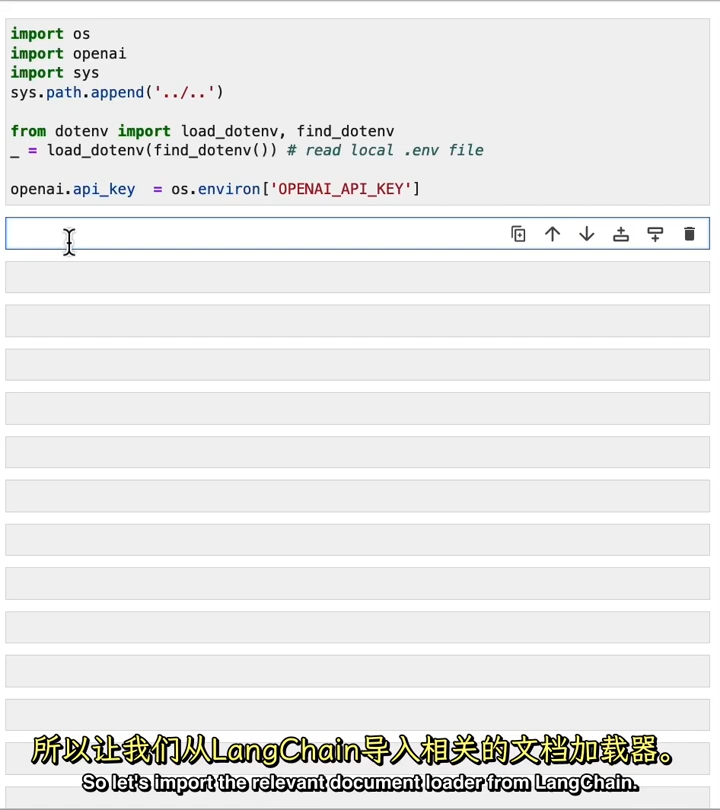 import os
import openai
import sys
sys.path.append('../..')
from dotenv import load_dotenv, find_dotenv
_ = load_dotenv(find_dotenv()) # read local .env file
openai.api_key  = os.environ['OPENAI_API_KEY']
所以让我们从LangChain导入相关的文档加载器。
So let's import the relevant document loader from LangChain.